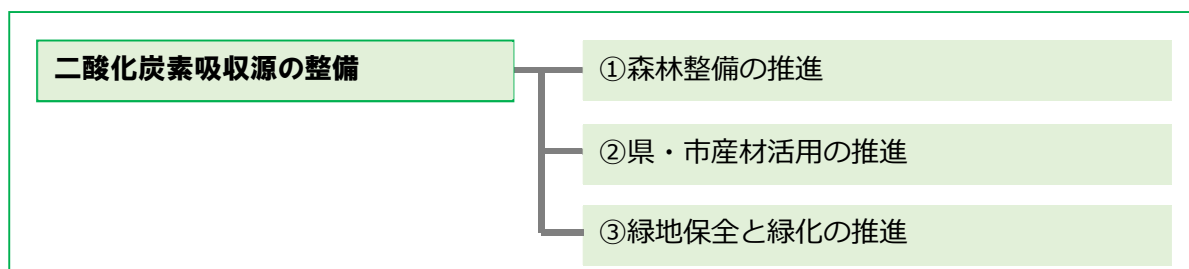 二酸化炭素吸収源の整備
①森林整備の推進
②県・市産材活用の推進
③緑地保全と緑化の推進